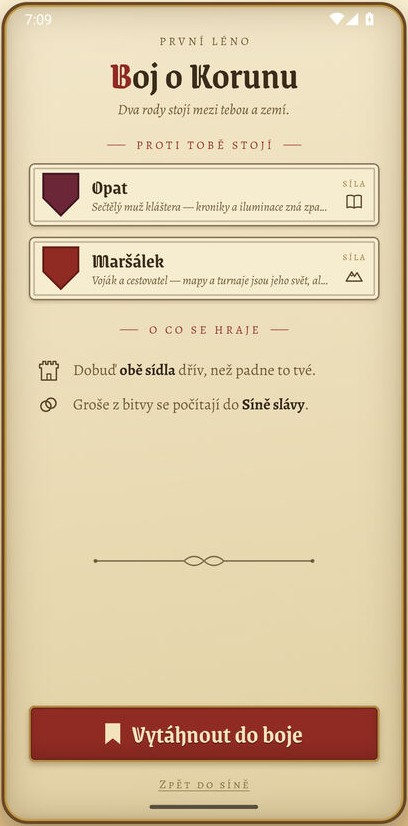 7:09
PRVNÍ LÉNO
Boj o Korunu
Dva rody stojí mezi tebou a zemí.
PROTI TOBĚ STOJÍ
Opat
Sečtělý muž kláštera — kroniky a iluminace zná zpa...
SÍLA
Maršálek
Voják a cestovatel — mapy a turnaje jsou jeho svět, al...
SÍLA
O CO SE HRAJE
Dobuď obě sídla dřív, než padne to tvé.
Groše z bitvy se počítají do Síně slávy.
Vytáhnout do boje
ZPĚT DO SÍNĚ